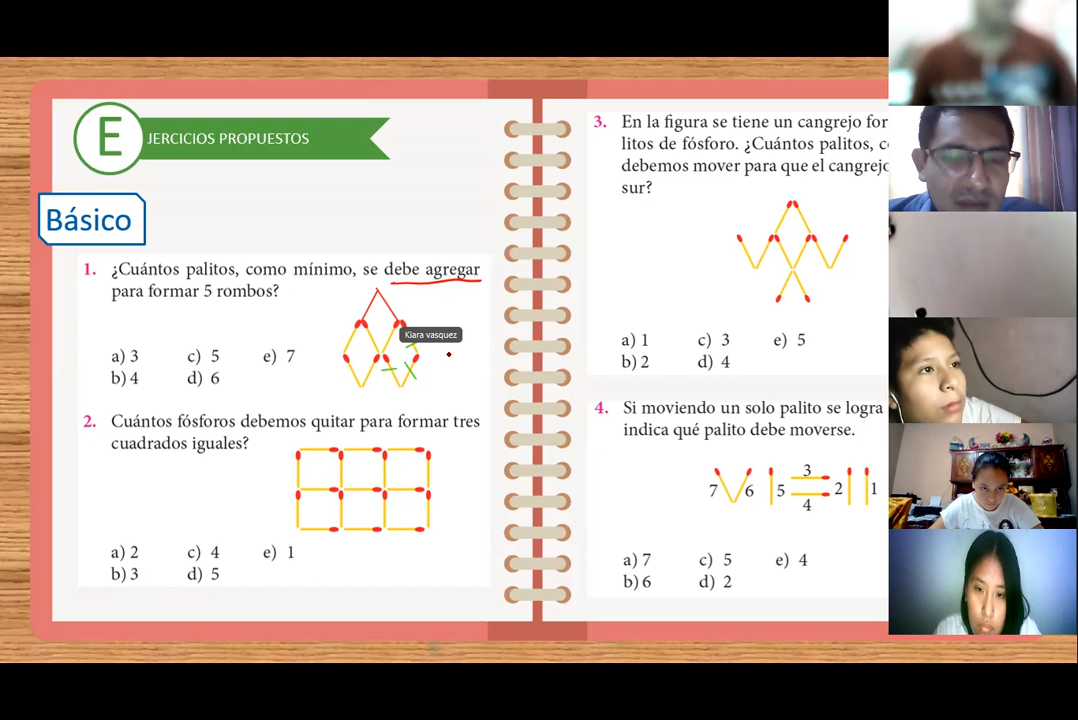 E
JERCICIOS PROPUESTOS
Básico
1. ¿Cuántos palitos, como mínimo, se debe agregar
para formar 5 rombos?
Kiara vasquez
a) 3 c) 5 e) 7
b) 4 d) 6
2. Cuántos fósforos debemos quitar para formar tres
cuadrados iguales?
a) 2 c) 4 e) 1
b) 3 d) 5
3. En la figura se tiene un cangrejo for
litos de fósforo. ¿Cuántos palitos, c
debemos mover para que el cangrejo
sur?
a) 1 c) 3 e) 5
b) 2 d) 4
4. Si moviendo un solo palito se logra
indica qué palito debe moverse.
3
7 6 5 2 1
4
a) 7 c) 5 e) 4
b) 6 d) 2